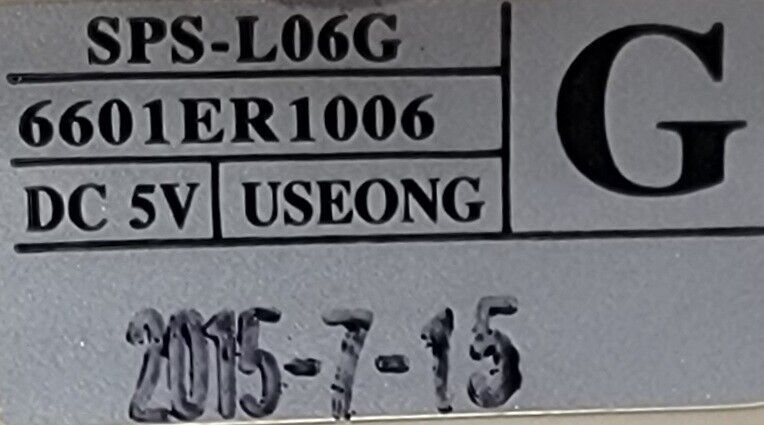 SPS-L06G
6601ER1006
DC 5V USEONG
G
2015-7-15